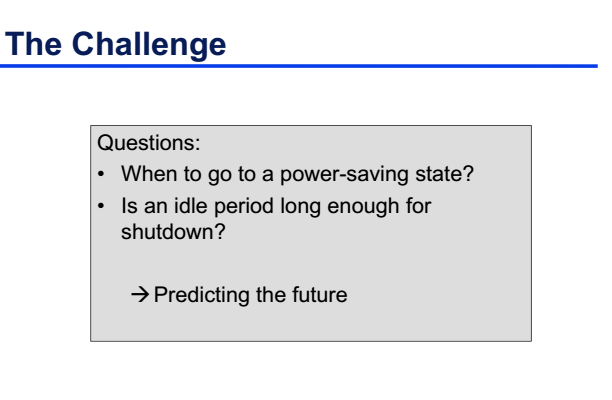 The Challenge
Questions:
• When to go to a power-saving state?
• Is an idle period long enough for
shutdown?
→ Predicting the future